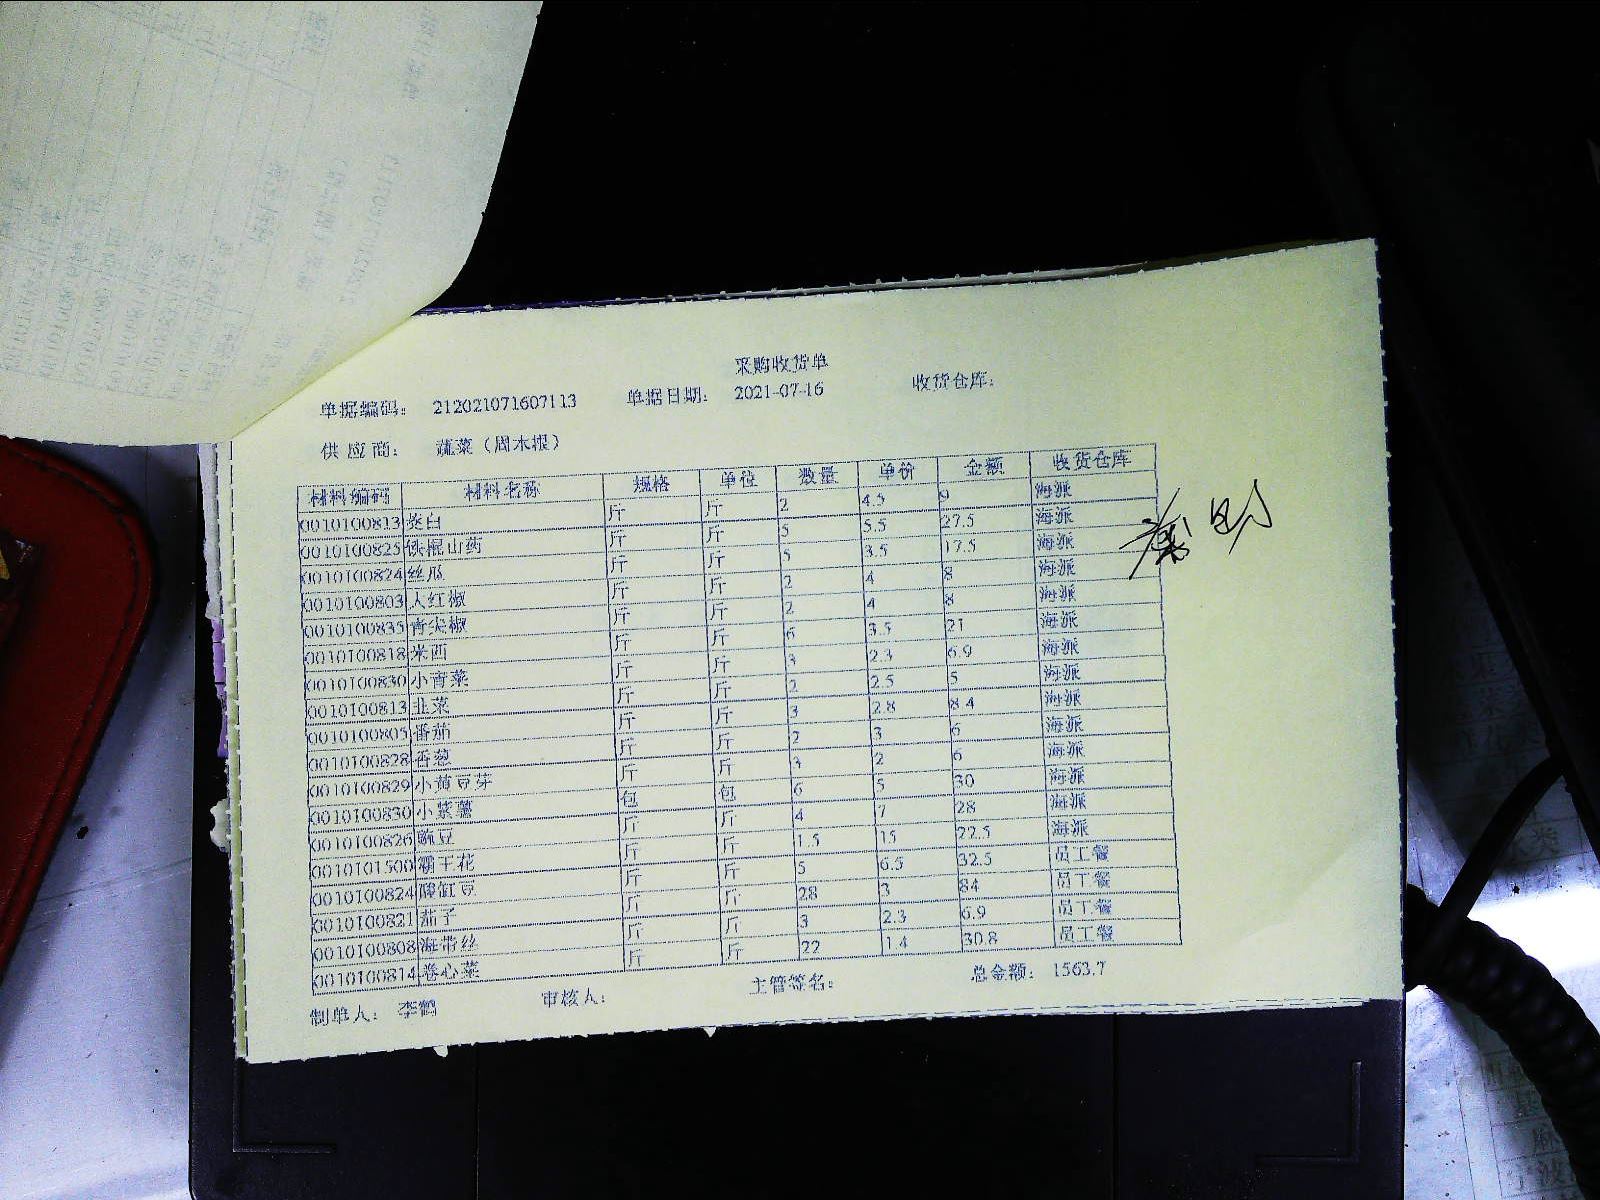 采购收货单
单据编码： 212021071607113 单据日期： 2021-07-16 收货仓库：
供应商： 蔬菜（周木根）
材料编码 材料名称 规格 单位 数量 单价 金额 收货仓库
0010100813 茭白 斤 斤 2 4.5 9 海派
0010100825 铁棍山药 斤 斤 5 5.5 27.5 海派
0010100824 丝瓜 斤 斤 5 3.5 17.5 海派
0010100803 大红椒 斤 斤 2 4 8 海派
0010100835 青尖椒 斤 斤 2 4 8 海派
0010100818 米西 斤 斤 6 3.5 21 海派
0010100830 小青菜 斤 斤 3 2.3 6.9 海派
0010100813 韭菜 斤 斤 2 2.5 5 海派
0010100805 番茄 斤 斤 3 2.8 8.4 海派
0010100828 香葱 斤 斤 2 3 6 海派
0010100829 小黄豆芽 斤 斤 3 2 6 海派
0010100830 小紫薯 包 包 6 5 30 海派
0010100826 豌豆 斤 斤 4 7 28 海派
0010101500 霸王花 斤 斤 1.5 15 22.5 海派
0010100824 豇豆 斤 斤 5 6.5 32.5 员工餐
0010100821 茄子 斤 斤 28 3 84 员工餐
0010100808 海带丝 斤 斤 3 2.3 6.9 员工餐
0010100814 卷心菜 斤 斤 22 1.4 30.8 员工餐
制单人： 李鹤 审核人： 主管签名： 总金额： 1563.7